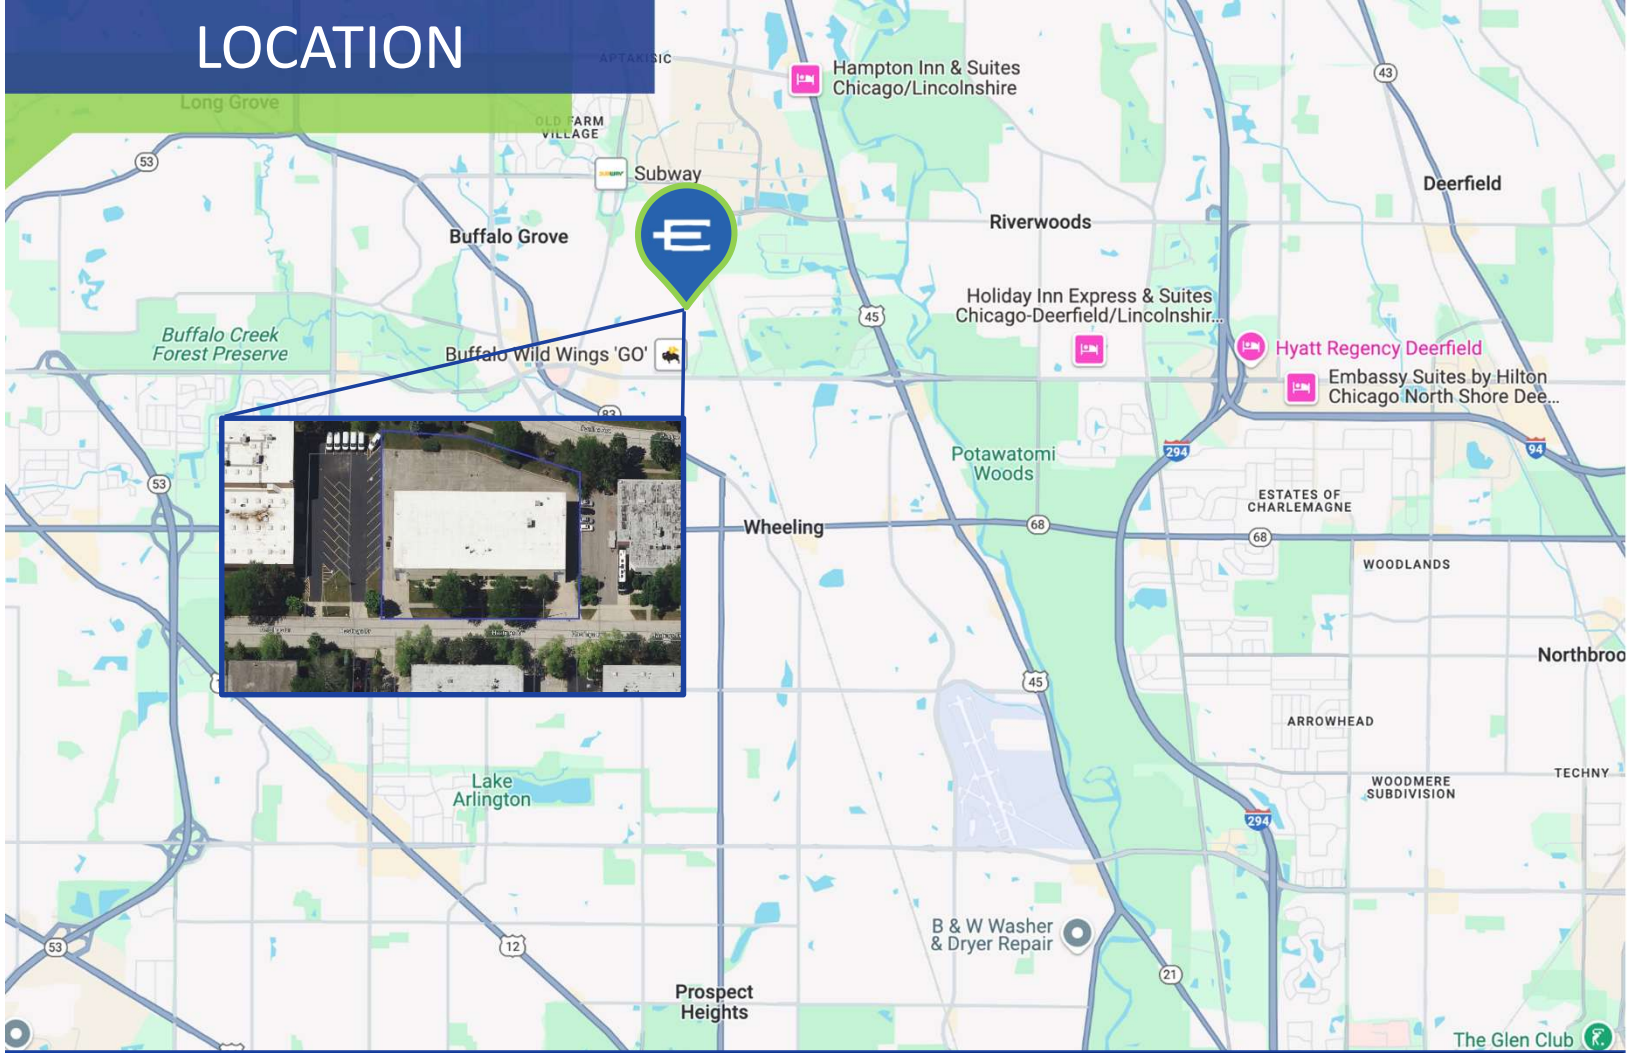 LOCATION
APTAKISIC
Hampton Inn & Suites
Chicago/Lincolnshire
43
Long Grove
OLD FARM
VILLAGE
53
Subway
Deerfield
E
Riverwoods
Buffalo Grove
Holiday Inn Express & Suites
Chicago-Deerfield/Lincolnshir...
45
Buffalo Creek
Forest Preserve
Buffalo Wild Wings 'GO'
Hyatt Regency Deerfield
Embassy Suites by Hilton
Chicago North Shore Dee...
83
Potawatomi
Woods
294
94
53
ESTATES OF
CHARLEMAGNE
Wheeling
68
68
WOODLANDS
Northbroo
45
ARROWHEAD
Lake
Arlington
WOODMERE
SUBDIVISION
TECHNY
294
B & W Washer
& Dryer Repair
53
12
21
Prospect
Heights
The Glen Club